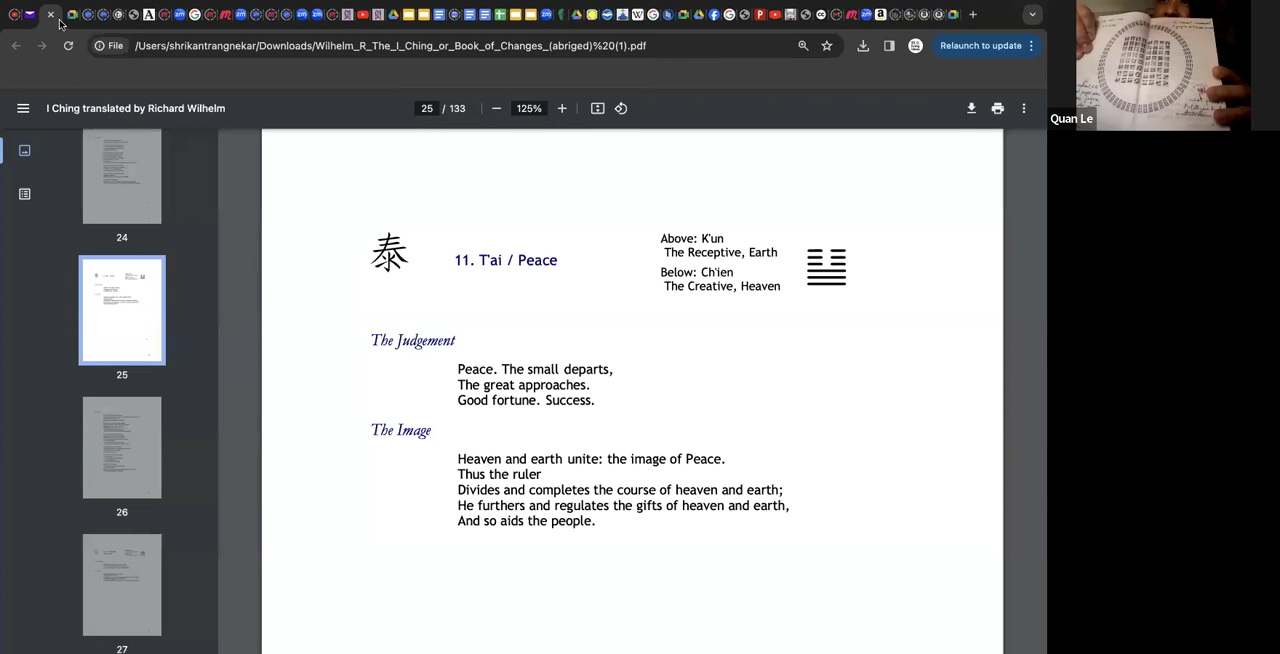 File
/Users/shrikantrangnekar/Downloads/Wilhelm_R_The_I_Ching_or_Book_of_Changes_(abriged)%20(1).pdf
Relaunch to update
I Ching translated by Richard Wilhelm
25 / 133
125%
Quan Le
24
25
26
27
泰
11. T'ai / Peace
Above: K'un
The Receptive, Earth
Below: Ch'ien
The Creative, Heaven
The Judgement
Peace. The small departs,
The great approaches.
Good fortune. Success.
The Image
Heaven and earth unite: the image of Peace.
Thus the ruler
Divides and completes the course of heaven and earth;
He furthers and regulates the gifts of heaven and earth,
And so aids the people.